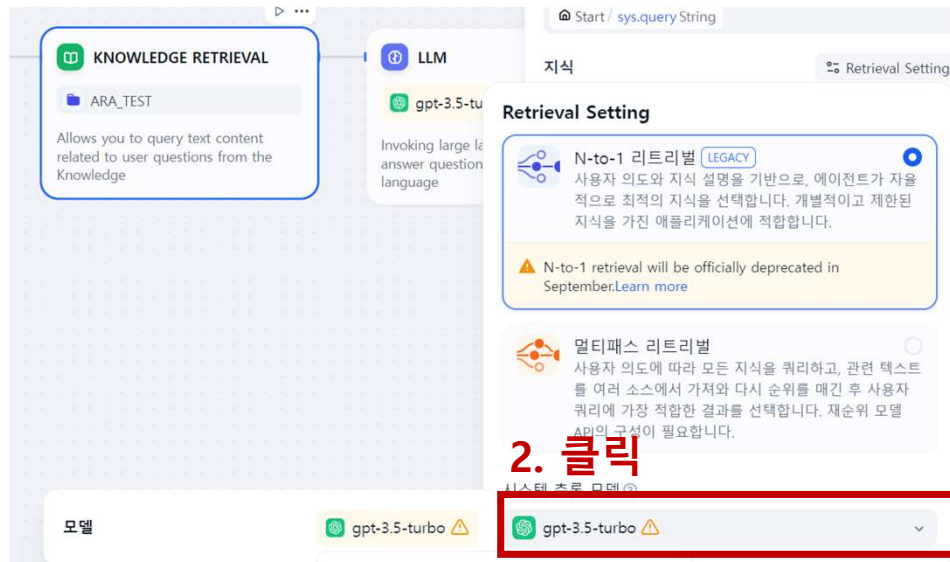 KNOWLEDGE RETRIEVAL
ARA_TEST
Allows you to query text content
related to user questions from the
Knowledge
LLM
gpt-3.5-tu
Invoking large la
answer question
language
Start / sys.query String
지식
Retrieval Setting
Retrieval Setting
N-to-1 리트리벌 LEGACY
사용자 의도와 지식 설명을 기반으로, 에이전트가 자율
적으로 최적의 지식을 선택합니다. 개별적이고 제한된
지식을 가진 애플리케이션에 적합합니다.
N-to-1 retrieval will be officially deprecated in
September.Learn more
멀티패스 리트리벌
사용자 의도에 따라 모든 지식을 쿼리하고, 관련 텍스트
를 여러 소스에서 가져와 다시 순위를 매긴 후 사용자
쿼리에 가장 적합한 결과를 선택합니다. 재순위 모델
API의 구성이 필요합니다.
2. 클릭
시스템 추론 모델
모델
gpt-3.5-turbo
gpt-3.5-turbo